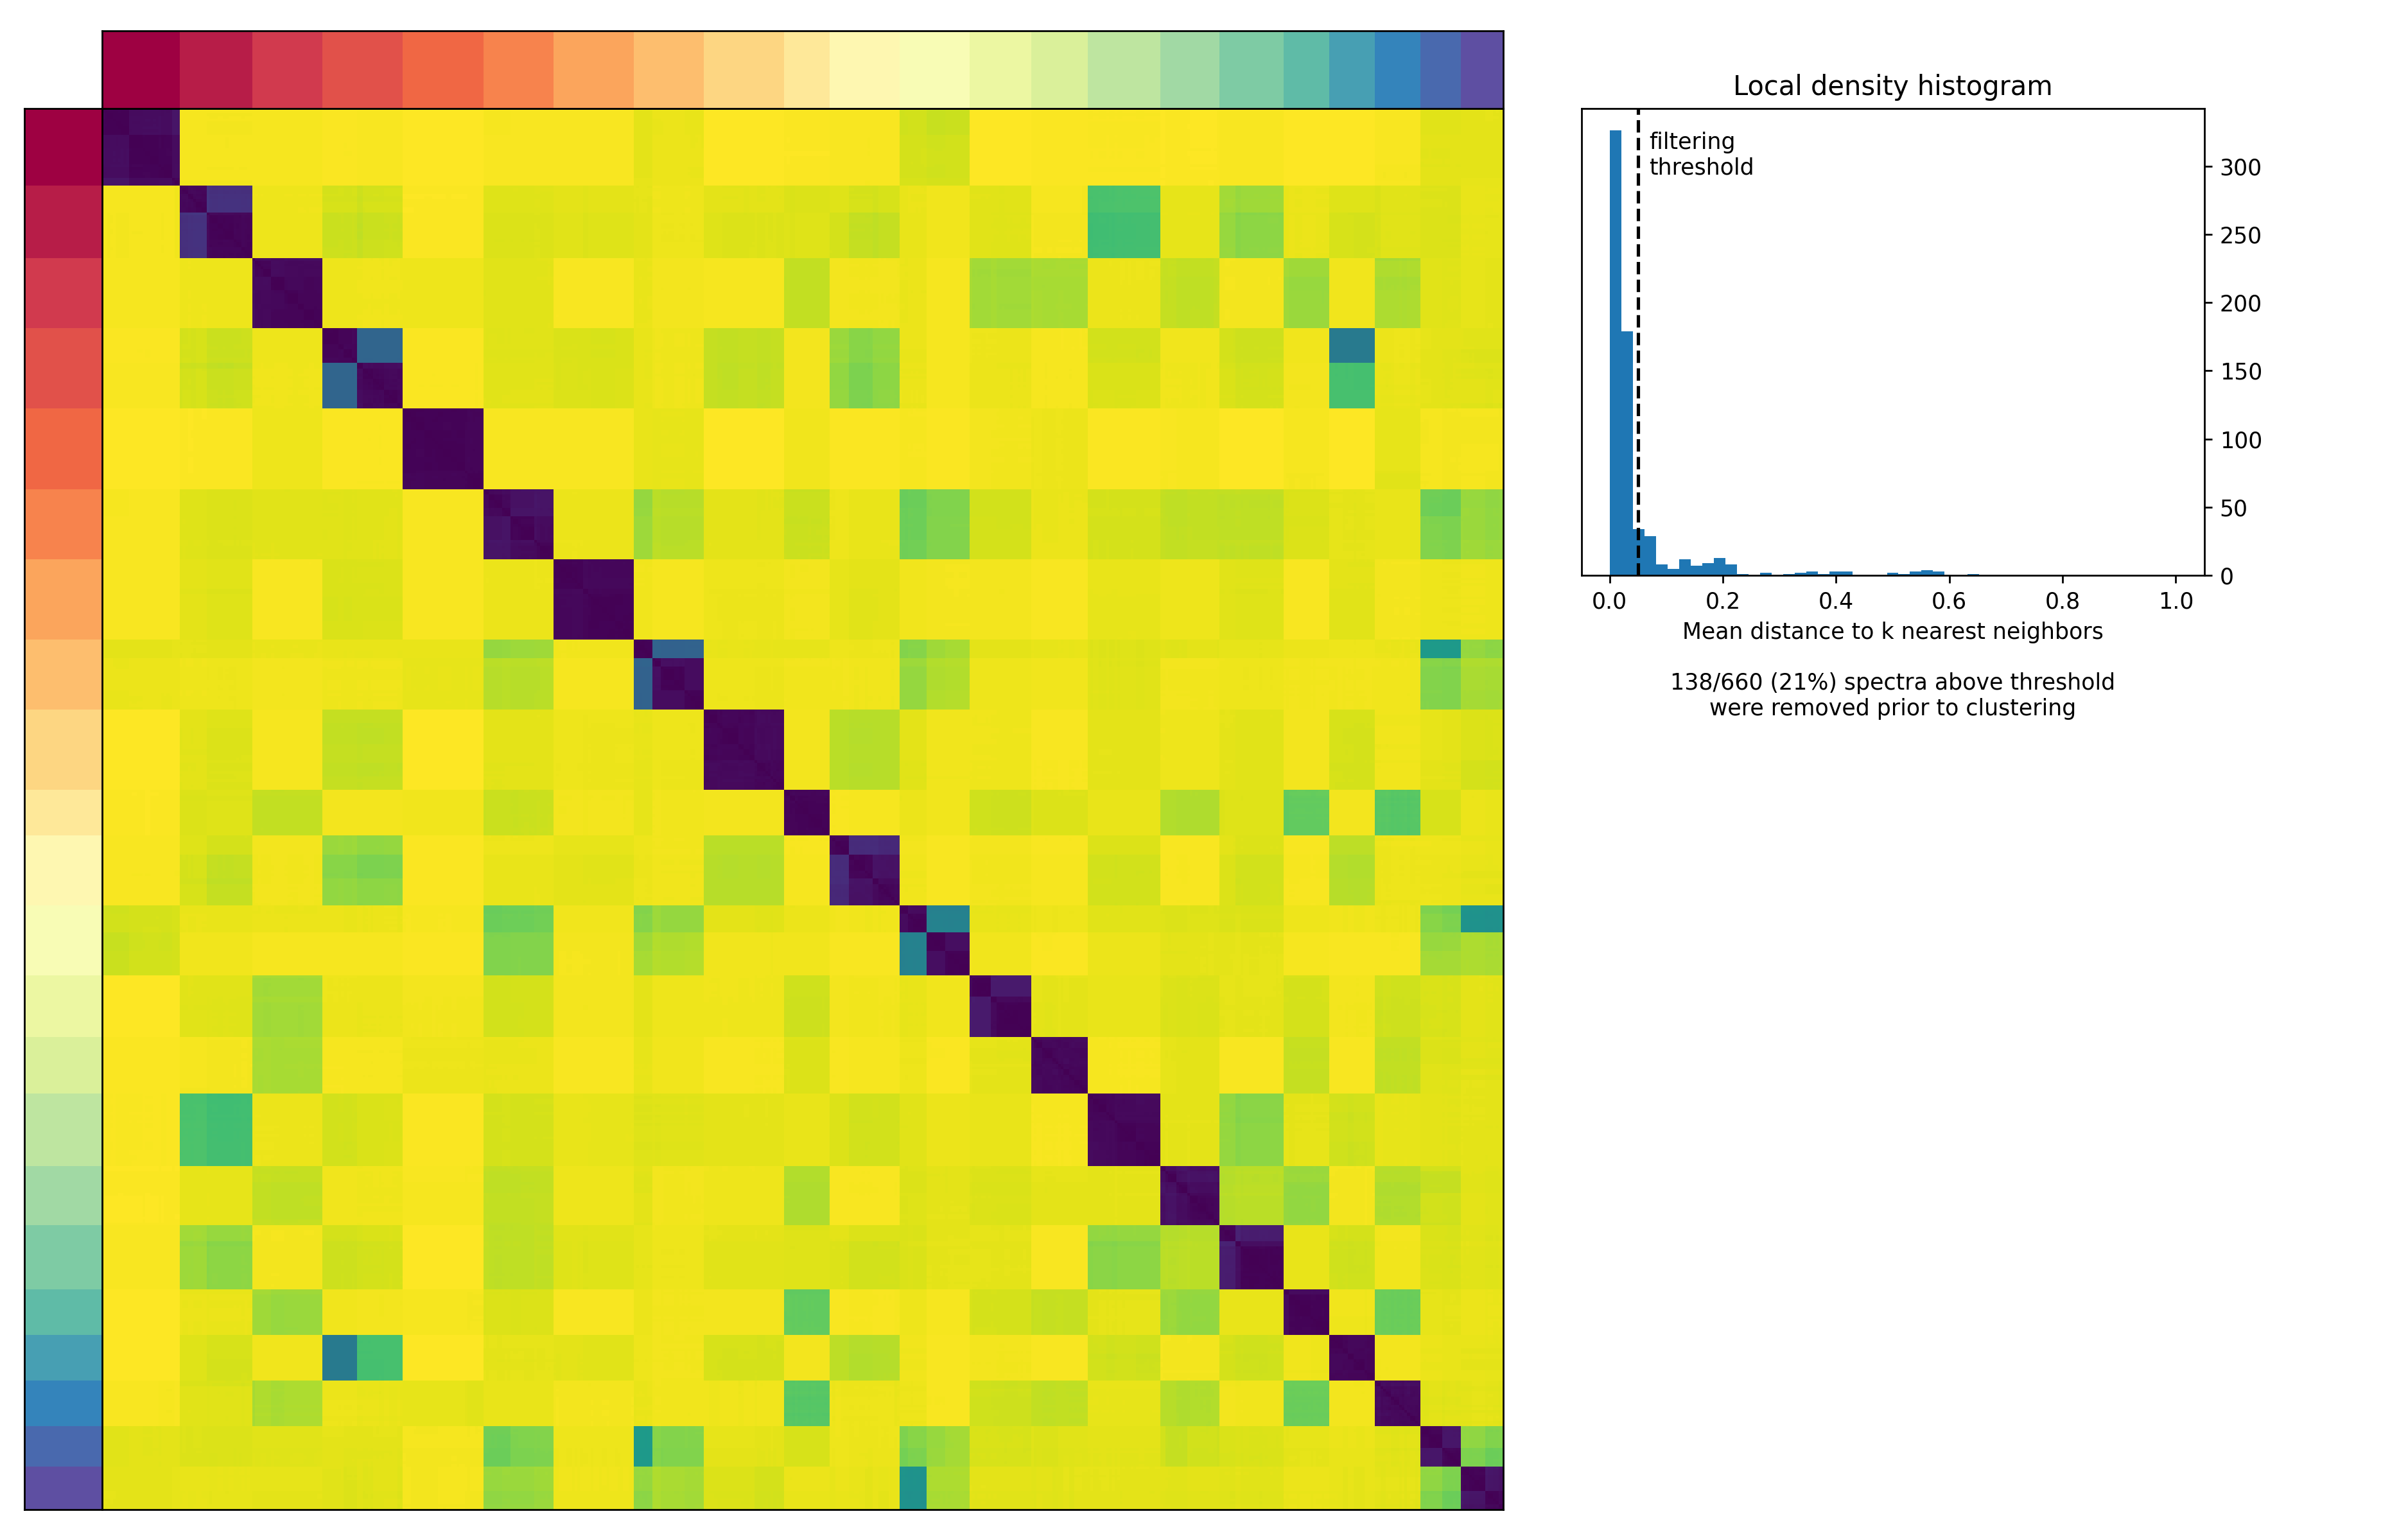 Local density histogram
filtering
threshold
300
250
200
150
100
50
0
0.0 0.2 0.4 0.6 0.8 1.0
Mean distance to k nearest neighbors
138/660 (21%) spectra above threshold
were removed prior to clustering